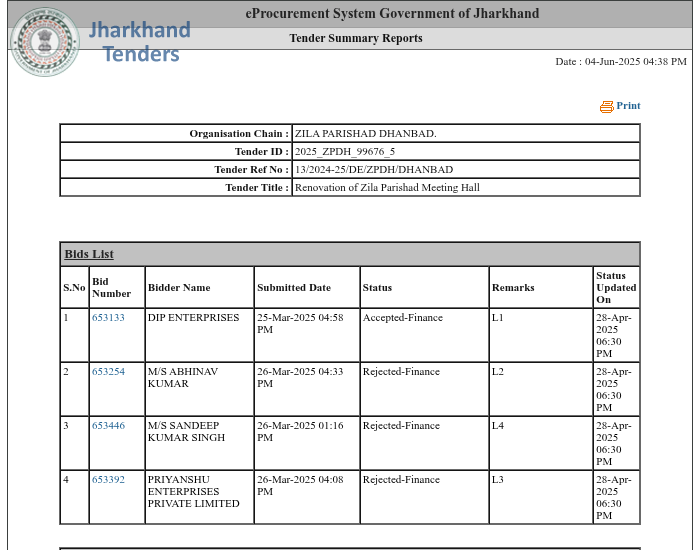 eProcurement System Government of Jharkhand
Jharkhand
Tenders
Tender Summary Reports
Date : 04-Jun-2025 04:38 PM
Print
Organisation Chain : ZILA PARISHAD DHANBAD.
Tender ID : 2025_ZPDH_99676_5
Tender Ref No : 13/2024-25/DE/ZPDH/DHANBAD
Tender Title : Renovation of Zila Parishad Meeting Hall
Bids List
S.No
Bid
Number
Bidder Name
Submitted Date
Status
Remarks
Status
Updated
On
1
653133
DIP ENTERPRISES
25-Mar-2025 04:58
PM
Accepted-Finance
L1
28-Apr-
2025
06:30
PM
2
653254
M/S ABHINAV
KUMAR
26-Mar-2025 04:33
PM
Rejected-Finance
L2
28-Apr-
2025
06:30
PM
3
653446
M/S SANDEEP
KUMAR SINGH
26-Mar-2025 01:16
PM
Rejected-Finance
L4
28-Apr-
2025
06:30
PM
4
653392
PRIYANSHU
ENTERPRISES
PRIVATE LIMITED
26-Mar-2025 04:08
PM
Rejected-Finance
L3
28-Apr-
2025
06:30
PM